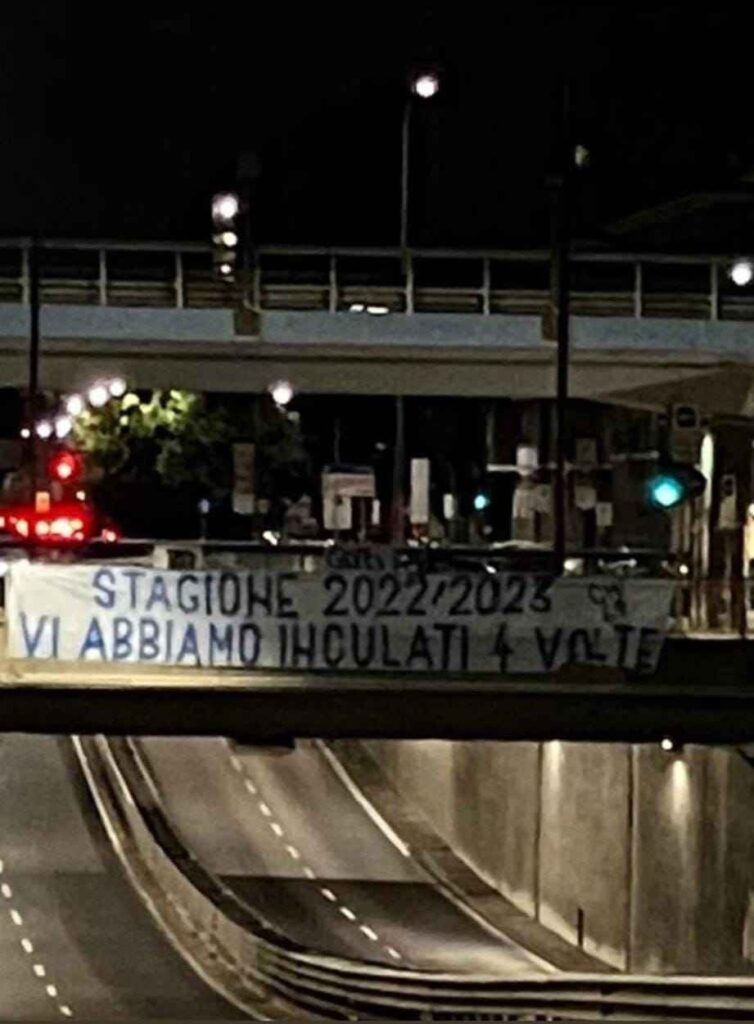 STAGIONE 2022/2023
VI ABBIAMO INCULATI 4 VOLTE